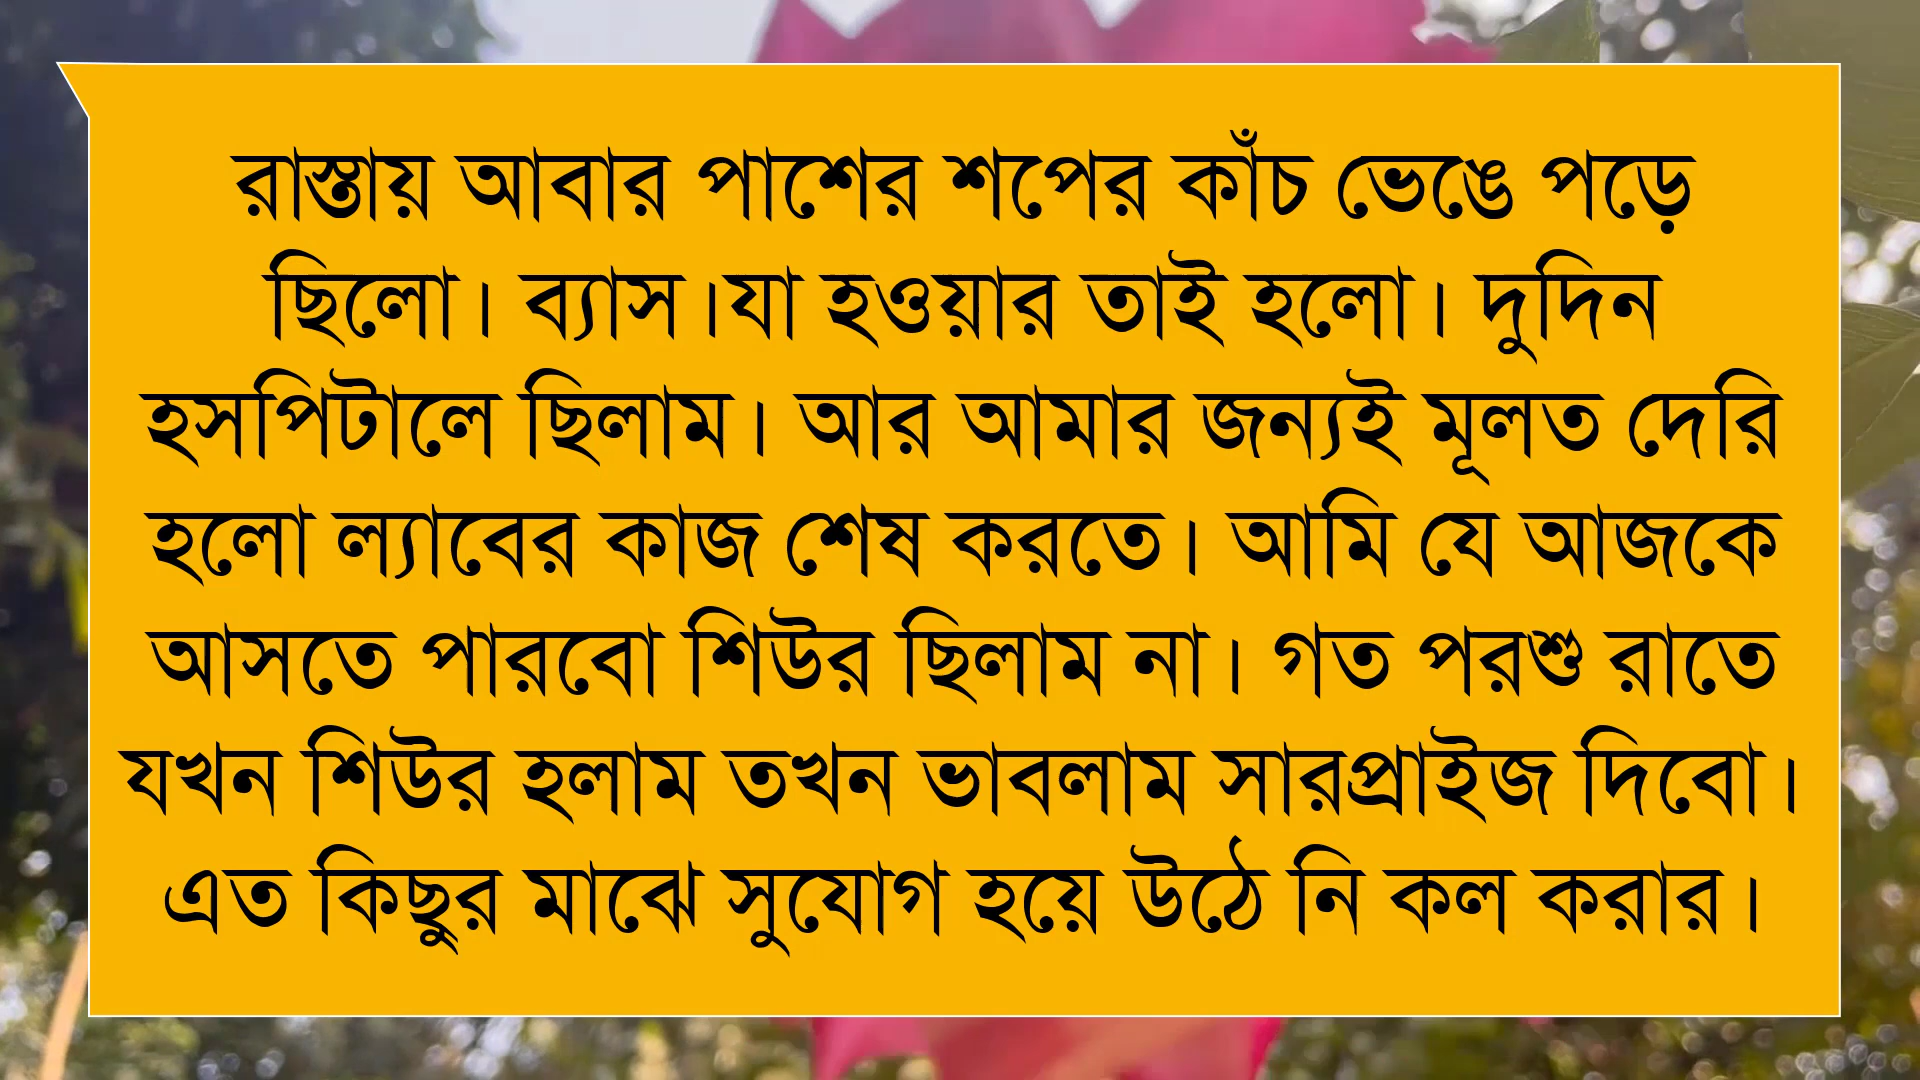 রাস্তায় আবার পাশের শপের কাঁচ ভেঙে পড়ে
ছিলো। ব্যাস।যা হওয়ার তাই হলো। দুদিন
হসপিটালে ছিলাম। আর আমার জন্যই মূলত দেরি
হলো ল্যাবের কাজ শেষ করতে। আমি যে আজকে
আসতে পারবো শিউর ছিলাম না। গত পরশু রাতে
যখন শিউর হলাম তখন ভাবলাম সারপ্রাইজ দিবো।
এত কিছুর মাঝে সুযোগ হয়ে উঠে নি কল করার।